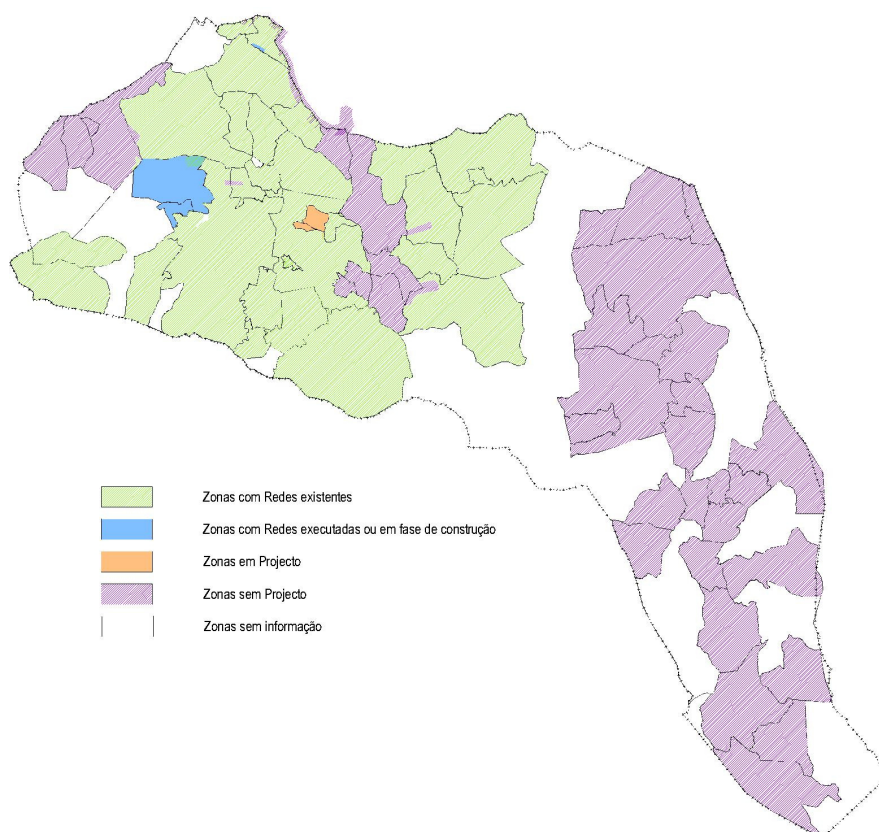 Zonas com Redes existentes
Zonas com Redes executadas ou em fase de construção
Zonas em Projecto
Zonas sem Projecto
Zonas sem informação